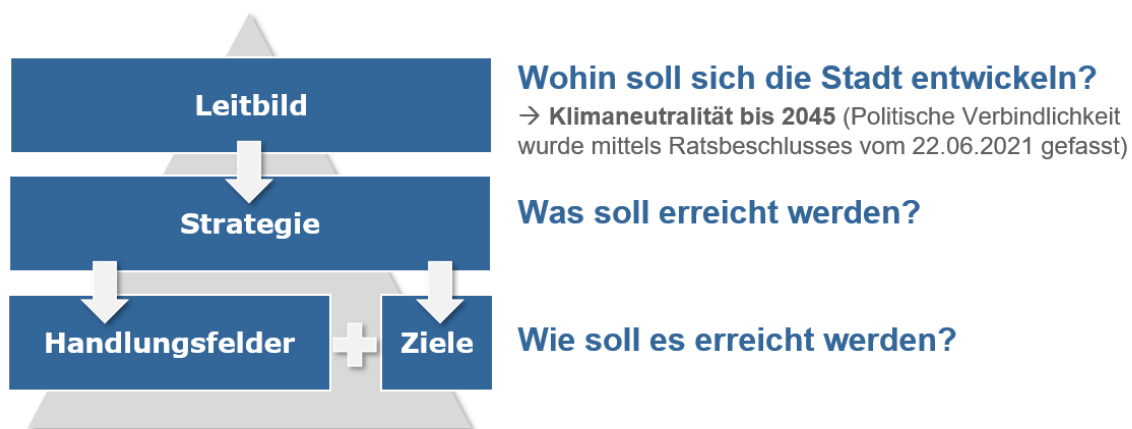 Leitbild
Wohin soll sich die Stadt entwickeln?
→ Klimaneutralität bis 2045 (Politische Verbindlichkeit
wurde mittels Ratsbeschlusses vom 22.06.2021 gefasst)
Strategie
Was soll erreicht werden?
Handlungsfelder
Ziele
Wie soll es erreicht werden?